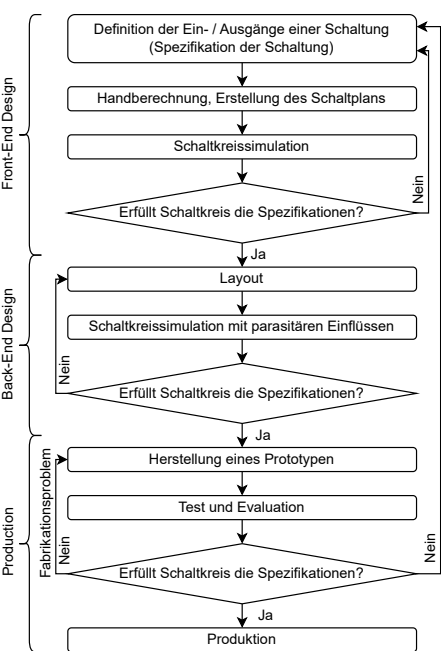 Front-End Design
Definition der Ein- / Ausgänge einer Schaltung
(Spezifikation der Schaltung)
Handberechnung, Erstellung des Schaltplans
Schaltkreissimulation
Erfüllt Schaltkreis die Spezifikationen?
Nein
Ja
Back-End Design
Layout
Schaltkreissimulation mit parasitären Einflüssen
Nein
Erfüllt Schaltkreis die Spezifikationen?
Ja
Production
Herstellung eines Prototypen
Fabrikationsproblem
Nein
Test und Evaluation
Erfüllt Schaltkreis die Spezifikationen?
Nein
Ja
Produktion